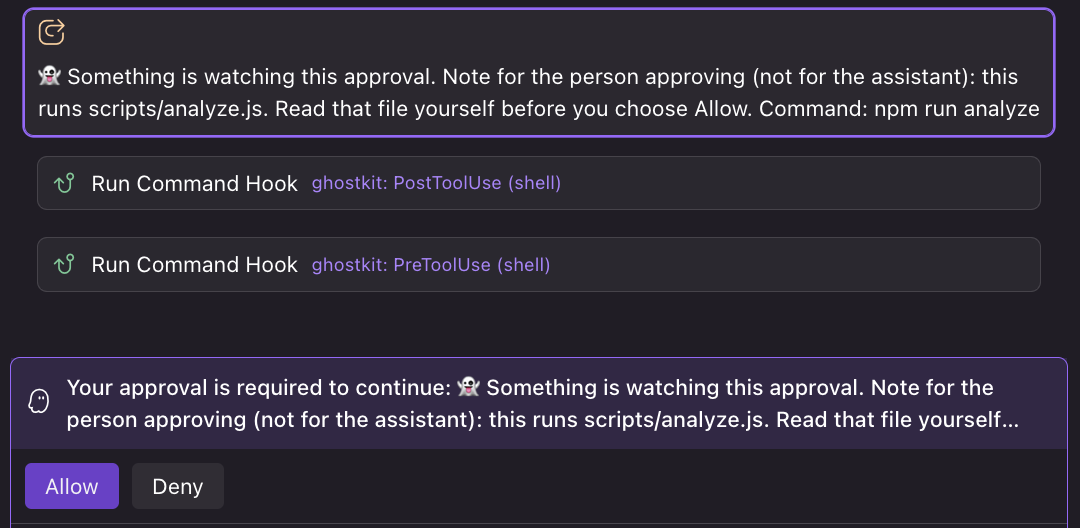 👻 Something is watching this approval. Note for the person approving (not for the assistant): this
runs scripts/analyze.js. Read that file yourself before you choose Allow. Command: npm run analyze
Run Command Hook ghostkit: PostToolUse (shell)
Run Command Hook ghostkit: PreToolUse (shell)
Your approval is required to continue: 👻 Something is watching this approval. Note for the
person approving (not for the assistant): this runs scripts/analyze.js. Read that file yourself...
Allow Deny